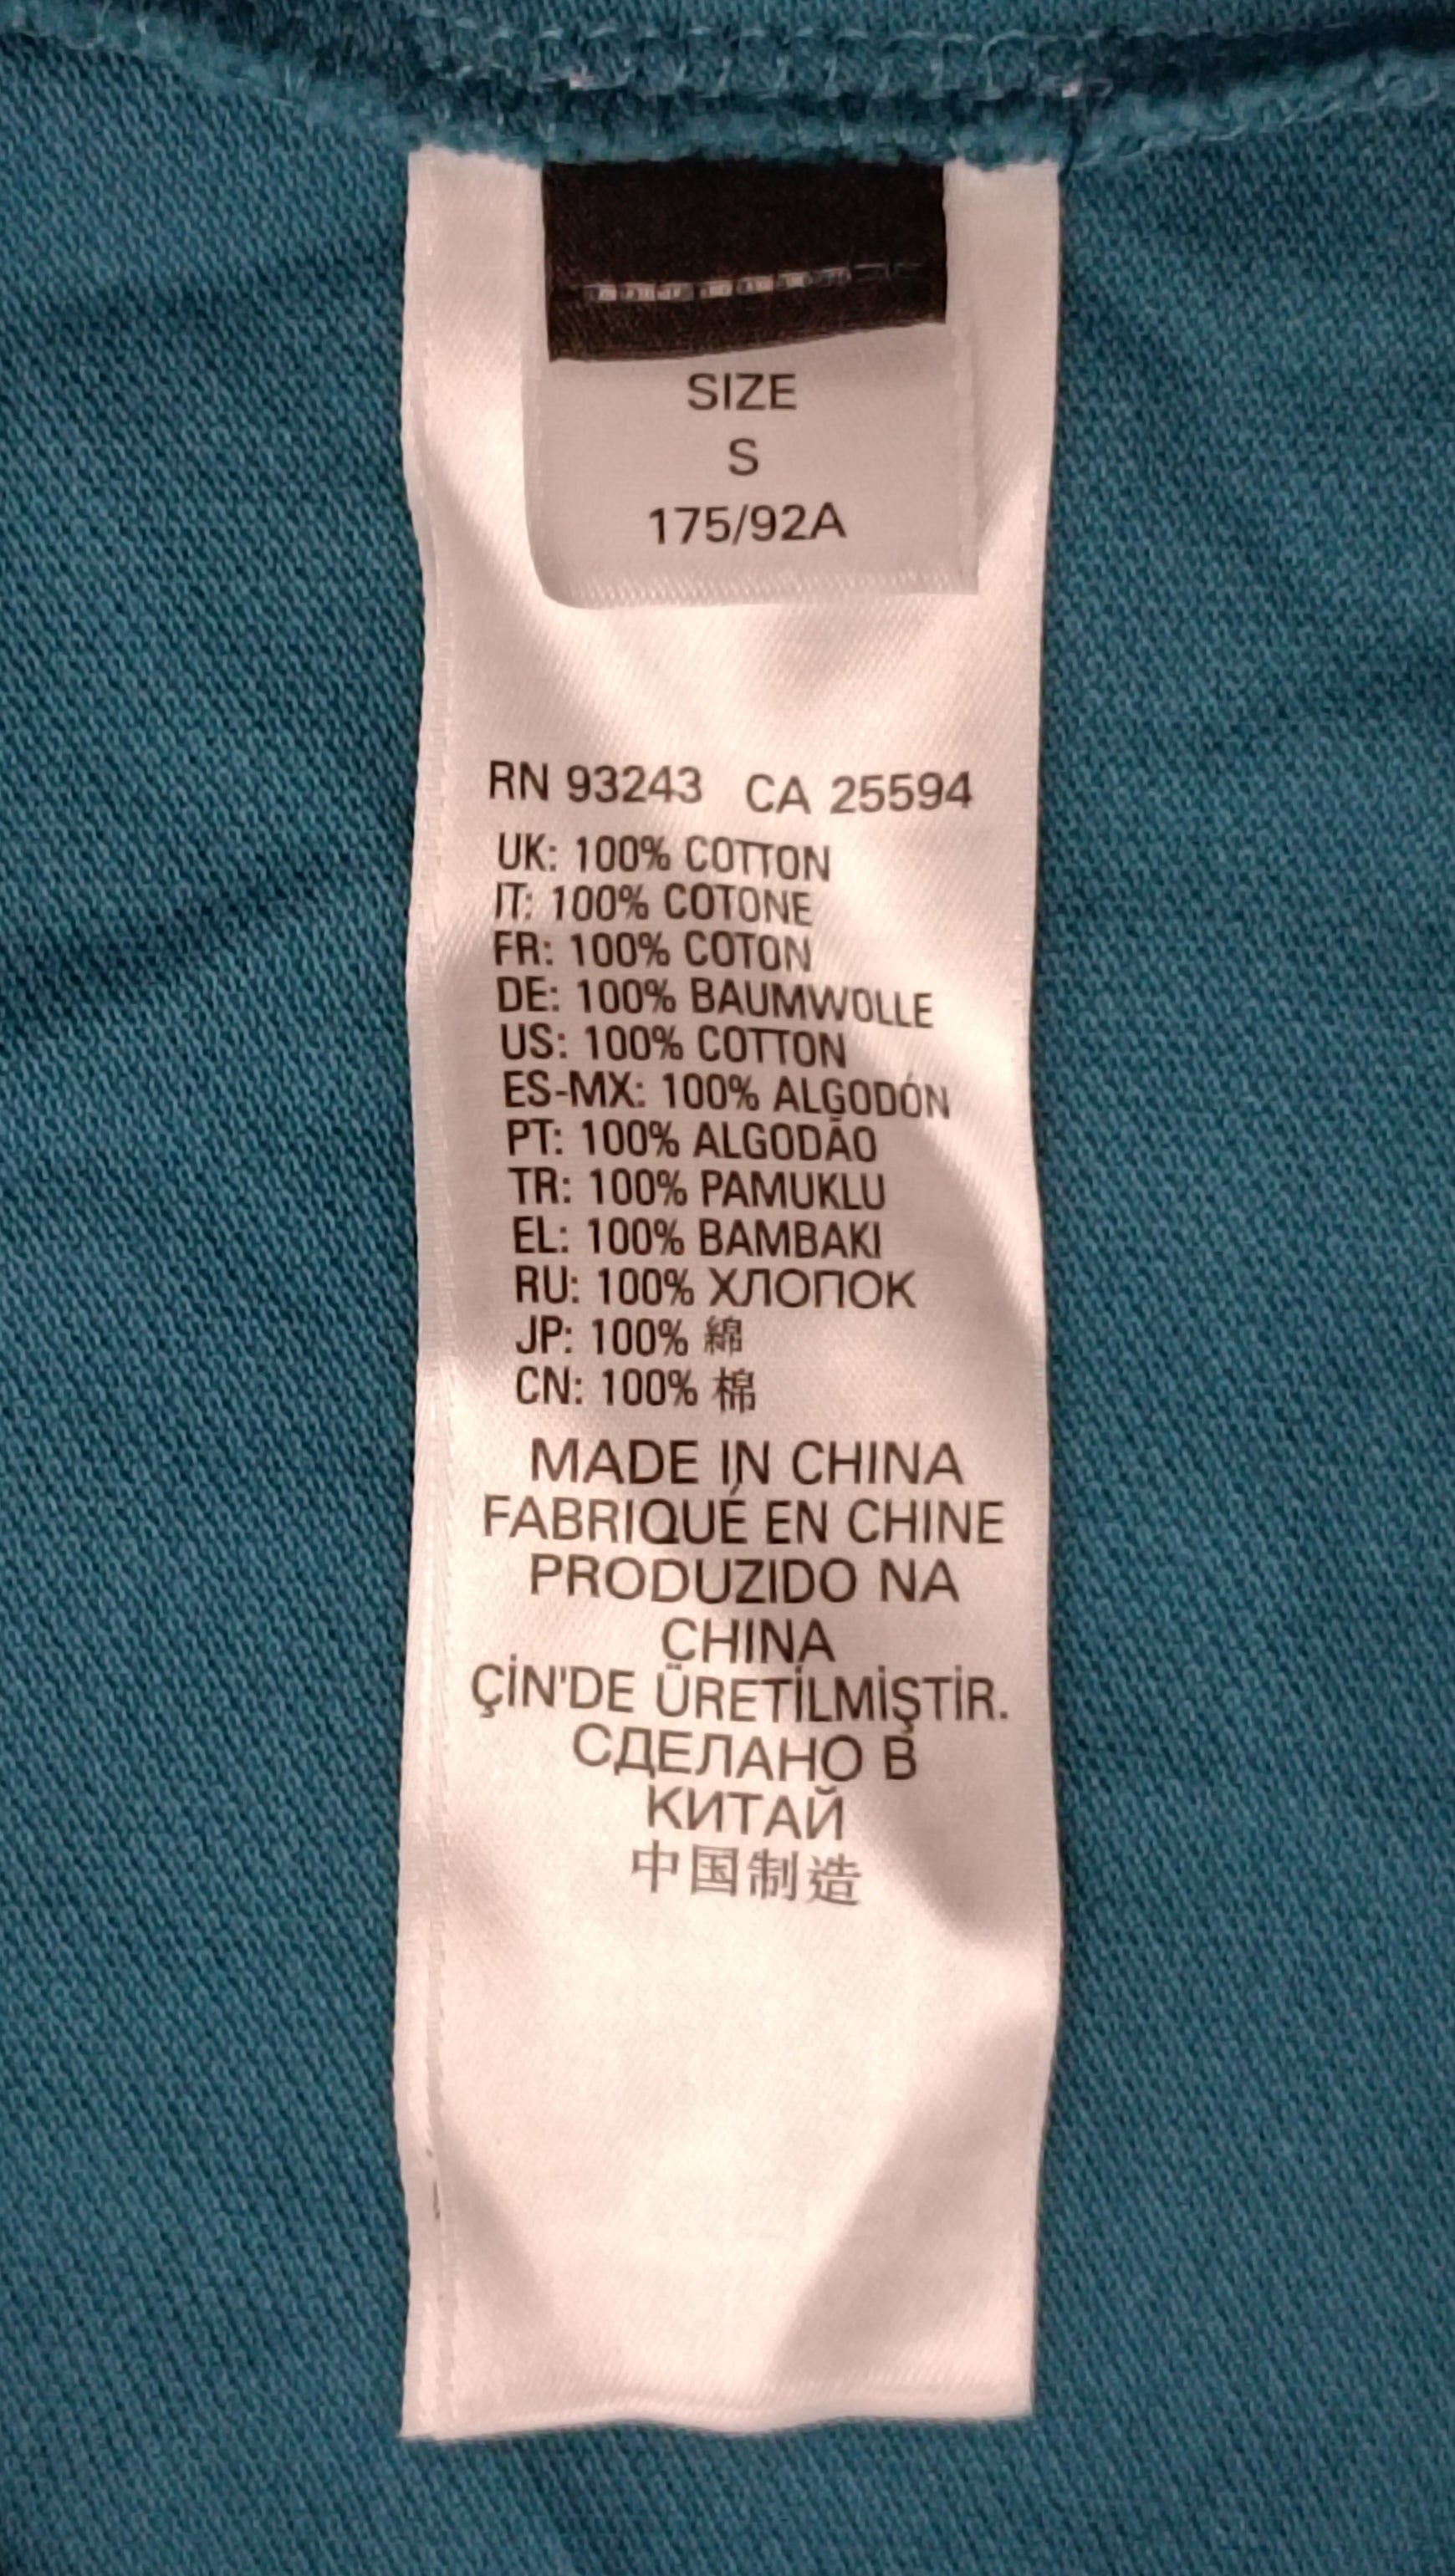 SIZE
S
175/92A
RN 93243 CA 25594
UK: 100% COTTON
IT: 100% COTONE
FR: 100% COTON
DE: 100% BAUMWOLLE
US: 100% COTTON
ES-MX: 100% ALGODÓN
PT: 100% ALGODÃO
TR: 100% PAMUKLU
EL: 100% BAMBAKI
RU: 100% ХЛОПОК
JP: 100% 綿
CN: 100% 棉
MADE IN CHINA
FABRIQUÉ EN CHINE
PRODUZIDO NA
CHINA
ÇİN'DE ÜRETİLMİŞTİR.
СДЕЛАНО В
КИТАЙ
中国制造